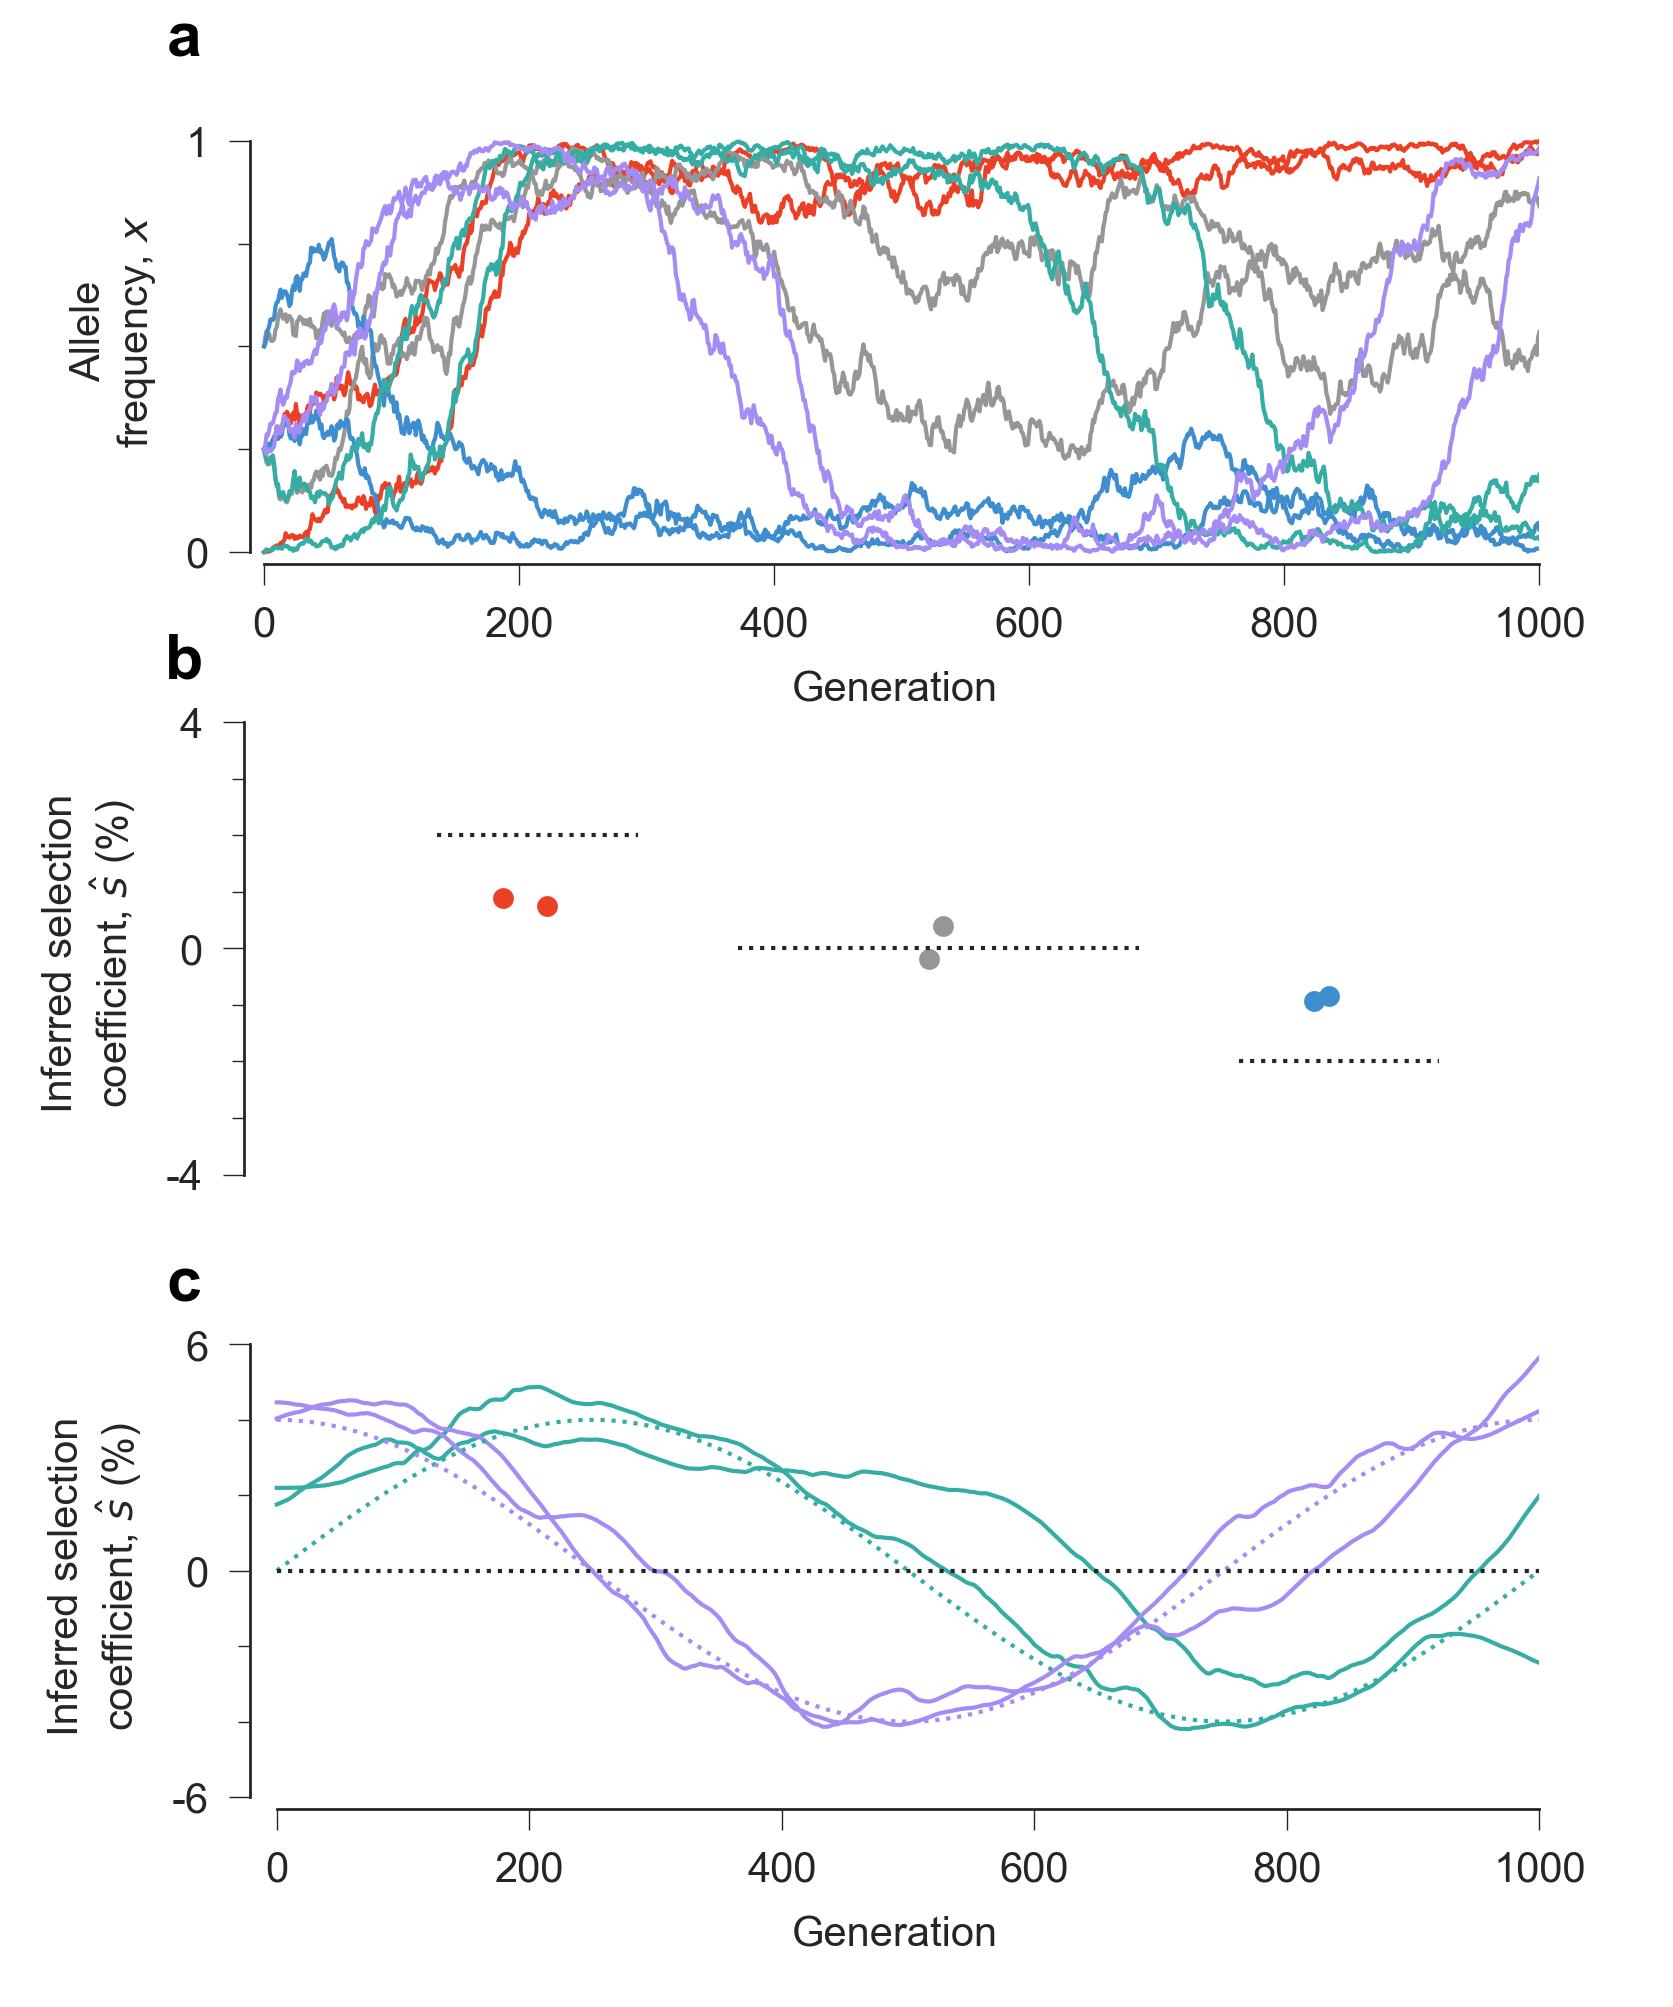 a
Allele
frequency, x
1
0
0 200 400 600 800 1000
Generation
b
Inferred selection
coefficient, ŝ (%)
4
0
-4
c
Inferred selection
coefficient, ŝ (%)
6
0
-6
0 200 400 600 800 1000
Generation